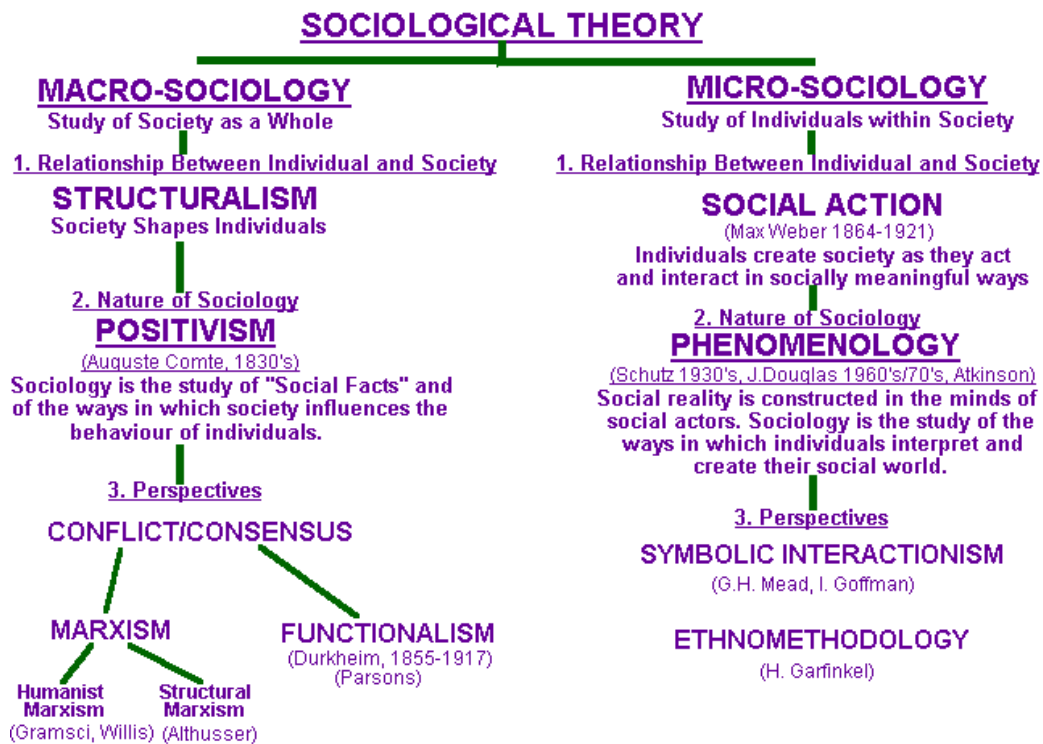 SOCIOLOGICAL THEORY
MACRO-SOCIOLOGY
Study of Society as a Whole
1. Relationship Between Individual and Society
STRUCTURALISM
Society Shapes Individuals
2. Nature of Sociology
POSITIVISM
(Auguste Comte, 1830's)
Sociology is the study of "Social Facts" and
of the ways in which society influences the
behaviour of individuals.
3. Perspectives
CONFLICT/CONSENSUS
MARXISM
FUNCTIONALISM
(Durkheim, 1855-1917)
(Parsons)
Humanist
Marxism
(Gramsci, Willis)
Structural
Marxism
(Althusser)
MICRO-SOCIOLOGY
Study of Individuals within Society
1. Relationship Between Individual and Society
SOCIAL ACTION
(Max Weber 1864-1921)
Individuals create society as they act
and interact in socially meaningful ways
2. Nature of Sociology
PHENOMENOLOGY
(Schutz 1930's, J.Douglas 1960's/70's, Atkinson)
Social reality is constructed in the minds of
social actors. Sociology is the study of the
ways in which individuals interpret and
create their social world.
3. Perspectives
SYMBOLIC INTERACTIONISM
(G.H. Mead, I. Goffman)
ETHNOMETHODOLOGY
(H. Garfinkel)